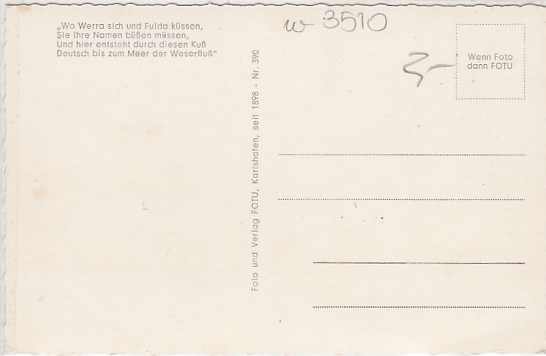 „Wo Werra sich und Fulda küssen,
Sie ihre Namen büßen müssen,
Und hier entsteht durch diesen Kuß
Deutsch bis zum Meer der Weserfluß“
w 3510
3,-
Wenn Foto
dann FOTU
Foto und Verlag FOTU, Karlshafen, seit 1898 - Nr. 390